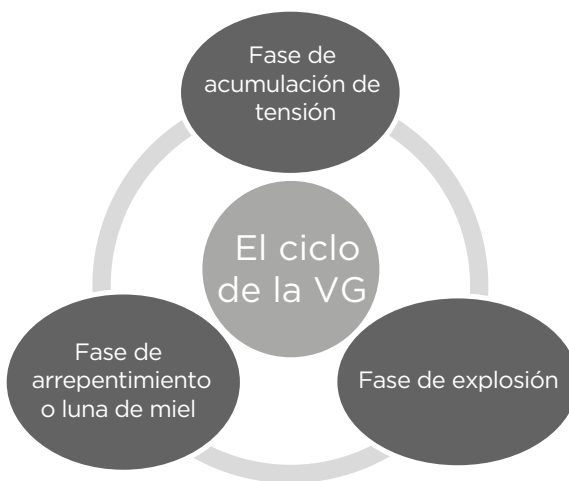 Fase de
acumulación de
tensión
El ciclo
de la VG
Fase de
arrepentimiento
o luna de miel
Fase de explosión